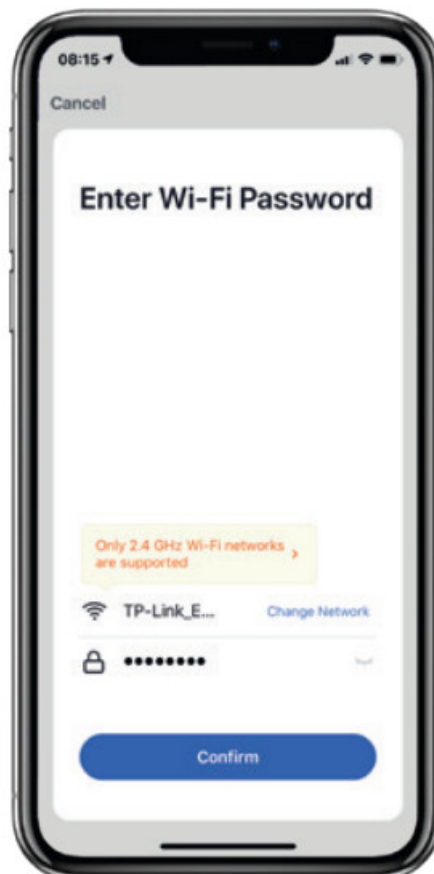 08:15
Cancel
Enter Wi-Fi Password
Only 2.4 GHz Wi-Fi networks
are supported
TP-Link_E...
Change Network
••••••••
Confirm